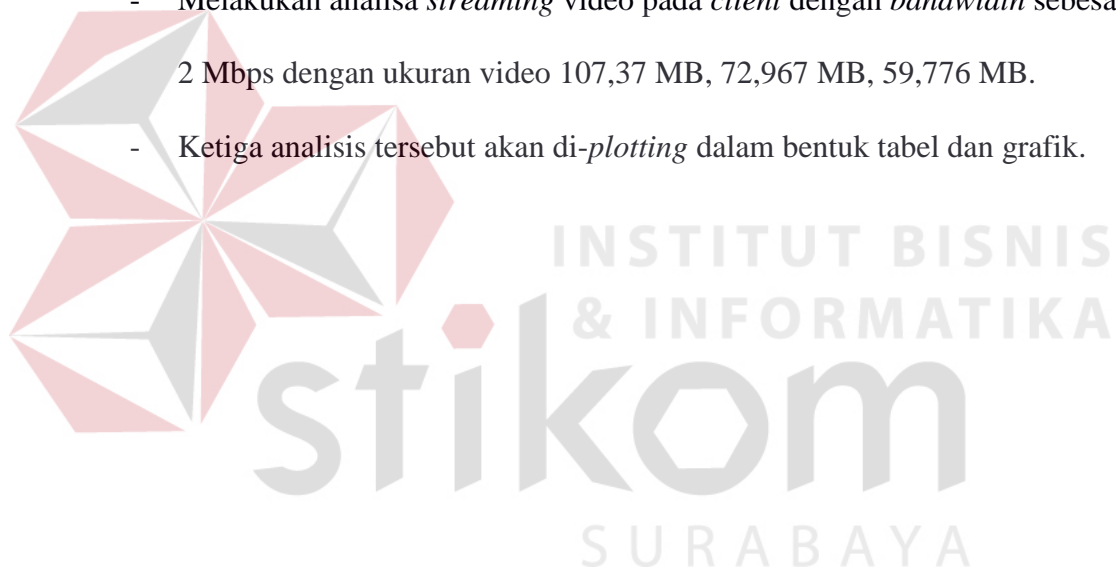 - Melakukan analisa streaming video pada client dengan bandwidth sebesa
2 Mbps dengan ukuran video 107,37 MB, 72,967 MB, 59,776 MB.
- Ketiga analisis tersebut akan di-plotting dalam bentuk tabel dan grafik.
INSTITUT BISNIS
& INFORMATIKA
stikom
SURABAYA